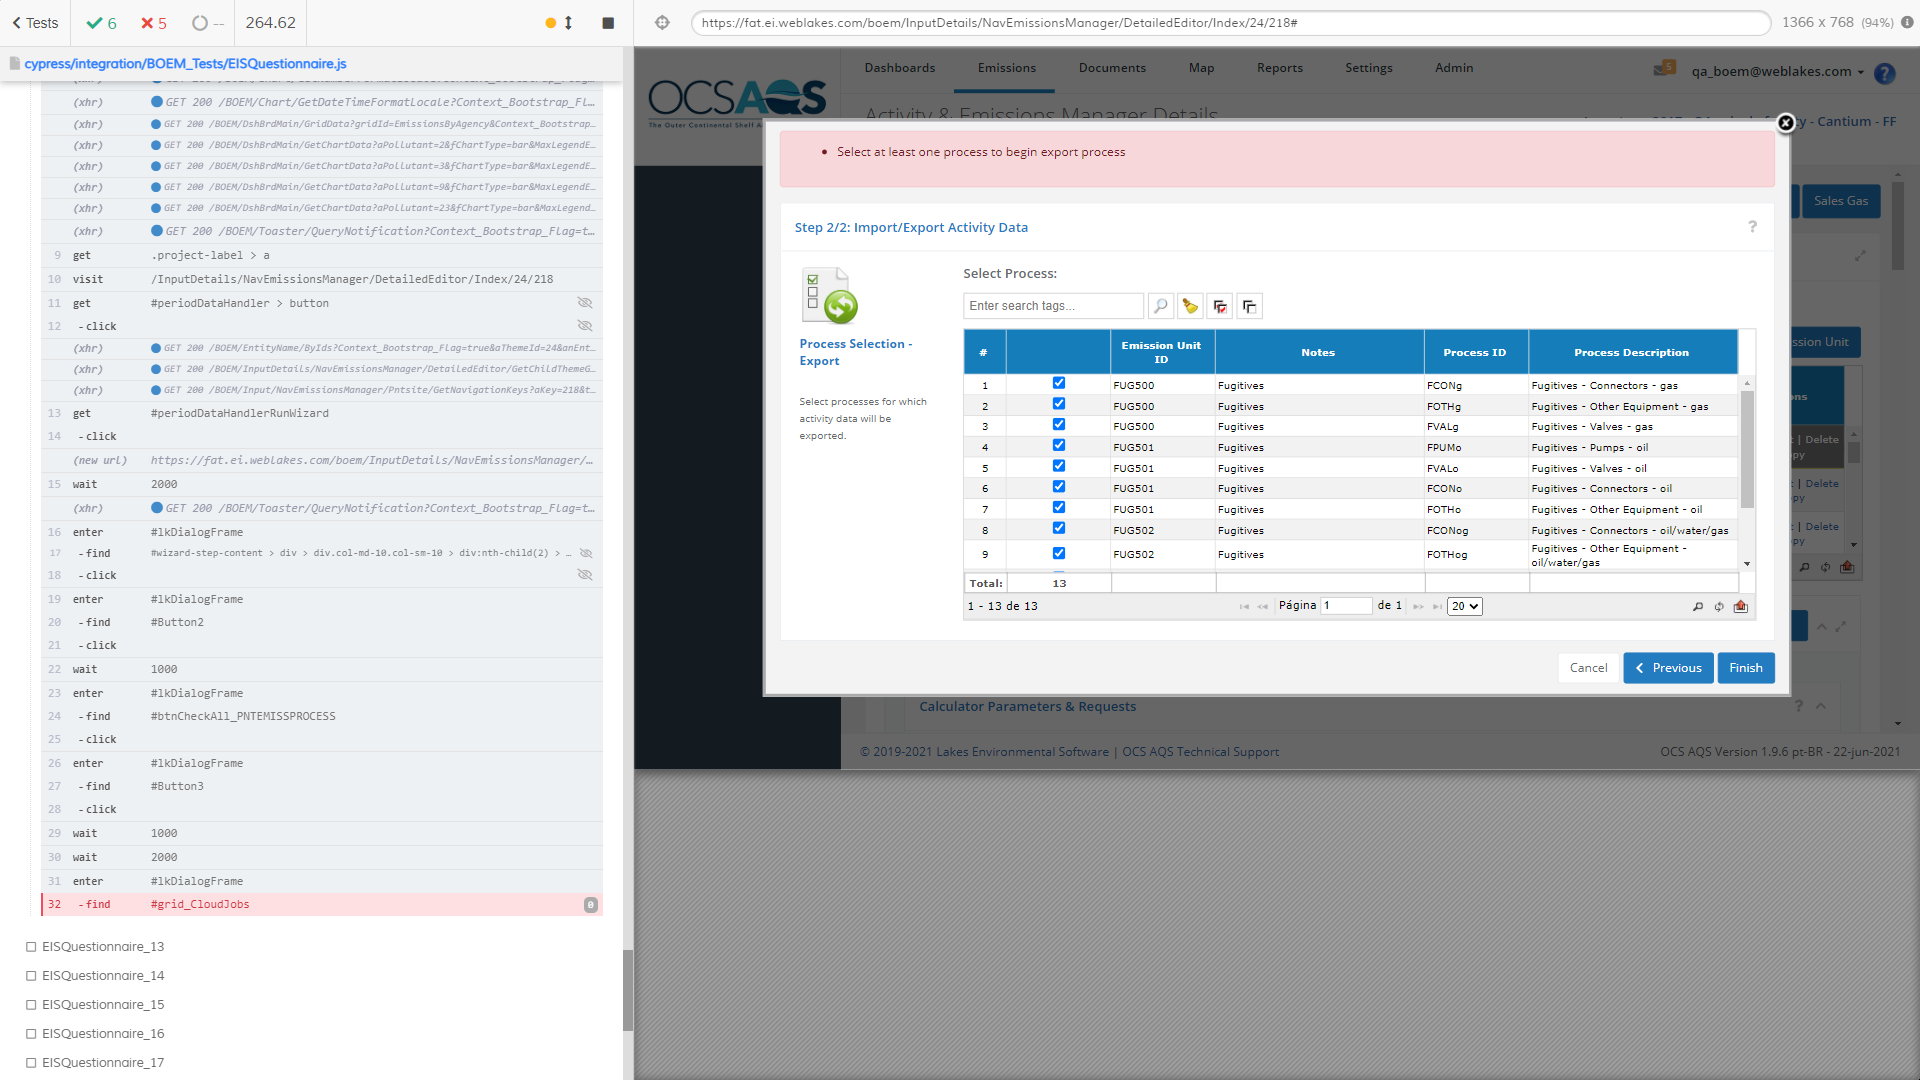 Tests
6
5
--
264.62
https://fat.ei.weblakes.com/boem/InputDetails/NavEmissionsManager/DetailedEditor/Index/24/218#
1366 x 768 (94%)
cypress/integration/BOEM_Tests/EISQuestionnaire.js
(xhr) GET 200 /BOEM/Chart/GetDateTimeFormatLocale?Context_Bootstrap_Fl…
(xhr) GET 200 /BOEM/DshBrdMain/GridData?gridId=EmissionsByAgency&Context_Bootstrap…
(xhr) GET 200 /BOEM/DshBrdMain/GetChartData?aPollutant=2&fChartType=bar&MaxLegendE…
(xhr) GET 200 /BOEM/DshBrdMain/GetChartData?aPollutant=3&fChartType=bar&MaxLegendE…
(xhr) GET 200 /BOEM/DshBrdMain/GetChartData?aPollutant=9&fChartType=bar&MaxLegendE…
(xhr) GET 200 /BOEM/DshBrdMain/GetChartData?aPollutant=23&fChartType=bar&MaxLegend…
(xhr) GET 200 /BOEM/Toaster/QueryNotification?Context_Bootstrap_Flag=t…
9 get .project-label > a
10 visit /InputDetails/NavEmissionsManager/DetailedEditor/Index/24/218
11 get #periodDataHandler > button
12 -click
(xhr) GET 200 /BOEM/EntityName/ByIds?Context_Bootstrap_Flag=true&aThemeId=24&anEnt…
(xhr) GET 200 /BOEM/InputDetails/NavEmissionsManager/DetailedEditor/GetChildThemeG…
(xhr) GET 200 /BOEM/Input/NavEmissionsManager/Pntsite/GetNavigationKeys?aKey=218&t…
13 get #periodDataHandlerRunWizard
14 -click
(new url) https://fat.ei.weblakes.com/boem/InputDetails/NavEmissionsManager/…
15 wait 2000
(xhr) GET 200 /BOEM/Toaster/QueryNotification?Context_Bootstrap_Flag=t…
16 enter #lkDialogFrame
17 -find #wizard-step-content > div > div.col-md-10.col-sm-10 > div:nth-child(2) > …
18 -click
19 enter #lkDialogFrame
20 -find #Button2
21 -click
22 wait 1000
23 enter #lkDialogFrame
24 -find #btnCheckAll_PNTEMISSPROCESS
25 -click
26 enter #lkDialogFrame
27 -find #Button3
28 -click
29 wait 1000
30 wait 2000
31 enter #lkDialogFrame
32 -find #grid_CloudJobs 0
EISQuestionnaire_13
EISQuestionnaire_14
EISQuestionnaire_15
EISQuestionnaire_16
EISQuestionnaire_17
OCSAQS
The Outer Continental Shelf A
Dashboards Emissions Documents Map Reports Settings Admin
5 qa_boem@weblakes.com ?
Activity & Emissions Manager Details
y - Cantium - FF
Sales Gas
Select at least one process to begin export process
Step 2/2: Import/Export Activity Data ?
Process Selection - Export
Select processes for which activity data will be exported.
Select Process:
Enter search tags...
# Emission Unit ID Notes Process ID Process Description
1 FUG500 Fugitives FCONg Fugitives - Connectors - gas
2 FUG500 Fugitives FOTHg Fugitives - Other Equipment - gas
3 FUG500 Fugitives FVALg Fugitives - Valves - gas
4 FUG501 Fugitives FPUMo Fugitives - Pumps - oil
5 FUG501 Fugitives FVALo Fugitives - Valves - oil
6 FUG501 Fugitives FCONo Fugitives - Connectors - oil
7 FUG501 Fugitives FOTHo Fugitives - Other Equipment - oil
8 FUG502 Fugitives FCONog Fugitives - Connectors - oil/water/gas
9 FUG502 Fugitives FOTHog Fugitives - Other Equipment - oil/water/gas
Total: 13
1 - 13 de 13 Página 1 de 1 20
Cancel Previous Finish
ssion Unit
ns
t | Delete
py
t | Delete
py
t | Delete
py
Calculator Parameters & Requests ?
© 2019-2021 Lakes Environmental Software | OCS AQS Technical Support
OCS AQS Version 1.9.6 pt-BR - 22-jun-2021